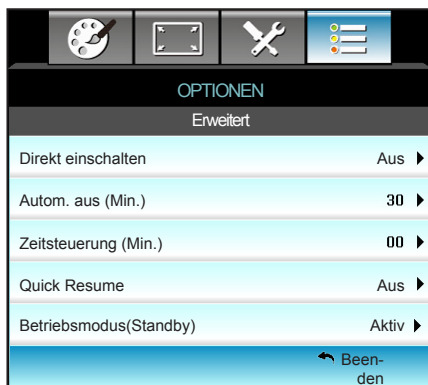 OPTIONEN
Erweitert
Direkt einschalten Aus
Autom. aus (Min.) 30
Zeitsteuerung (Min.) 00
Quick Resume Aus
Betriebsmodus(Standby) Aktiv
Been-
den